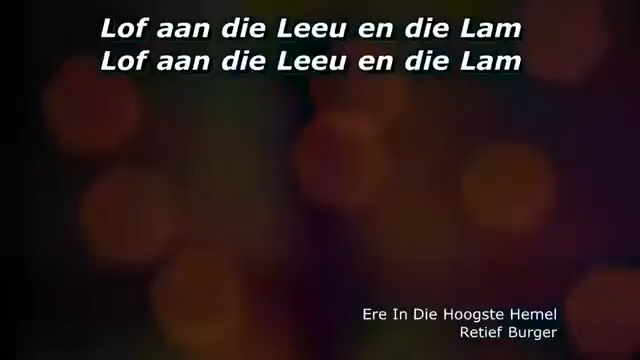 Lof aan die Leeu en die Lam
Lof aan die Leeu en die Lam
Ere In Die Hoogste Hemel
Retief Burger